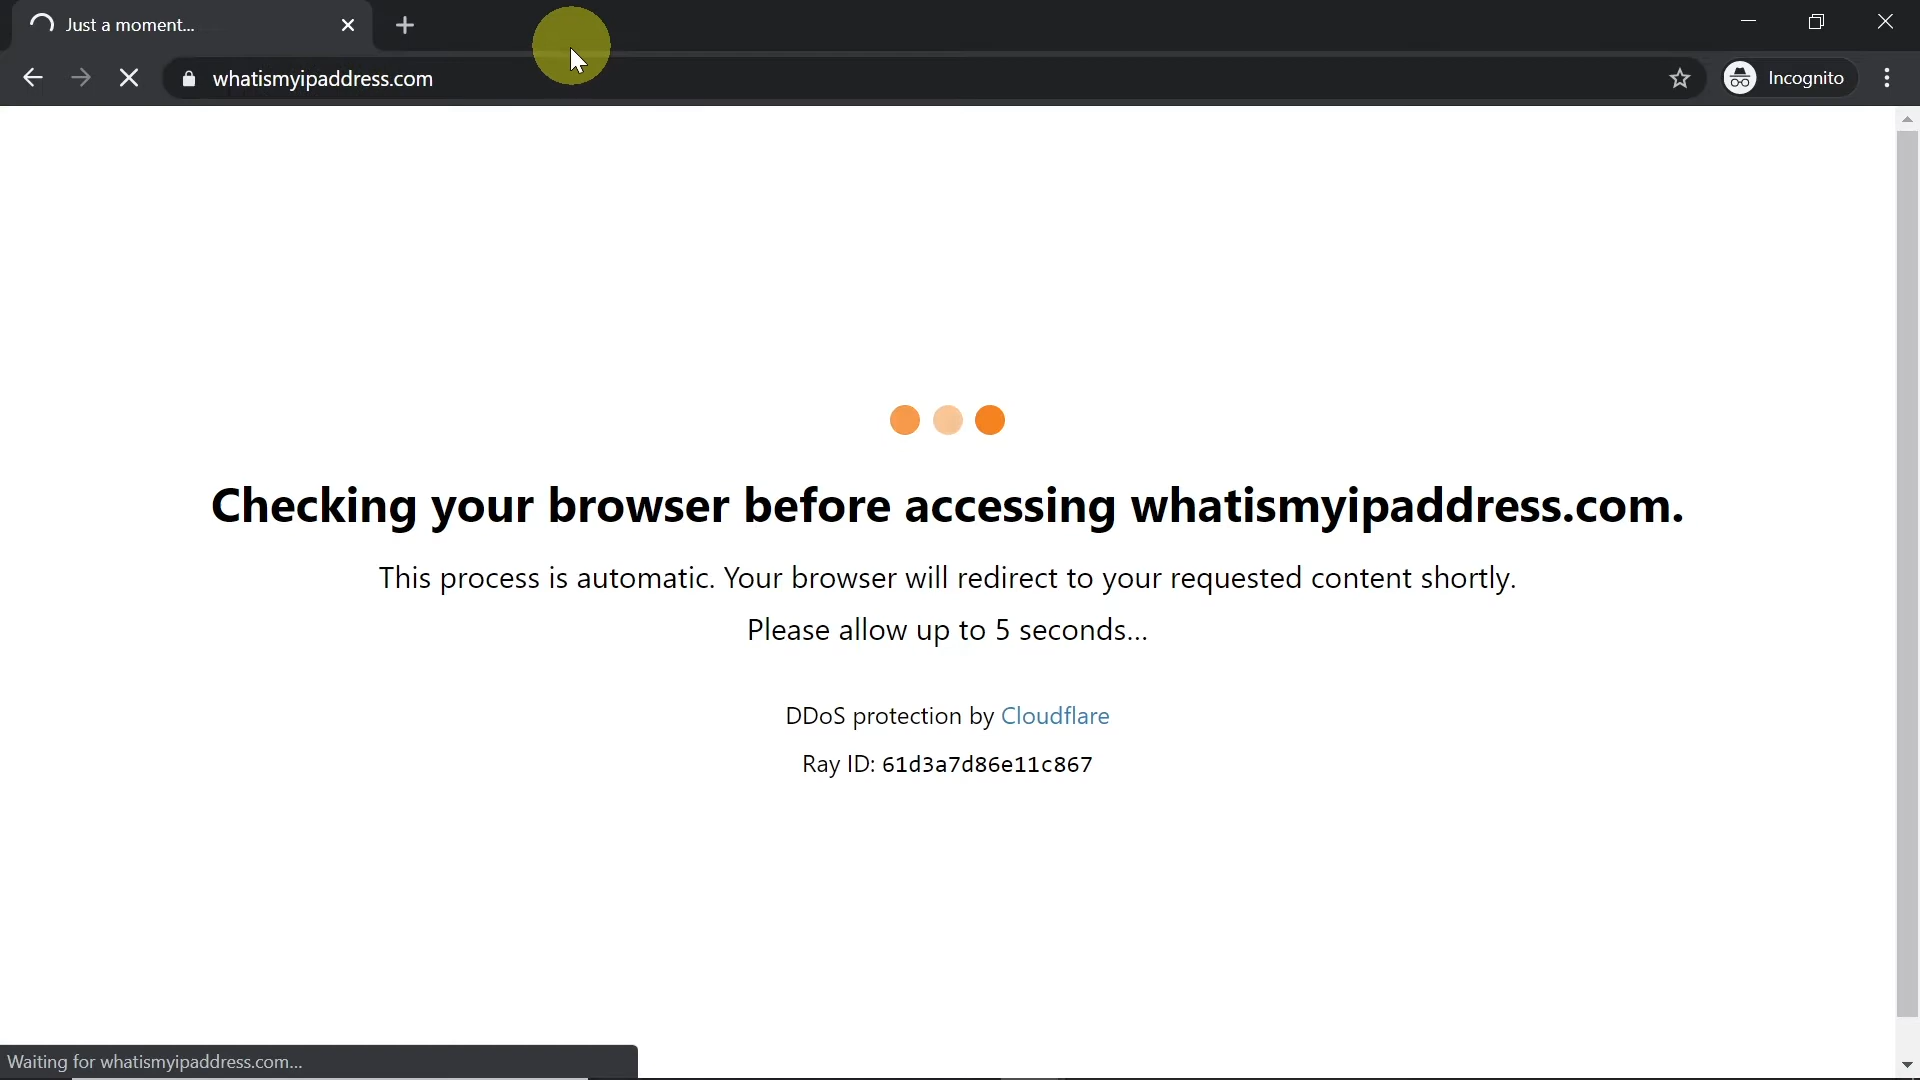 Just a moment...
whatismyipaddress.com
Incognito
Checking your browser before accessing whatismyipaddress.com.
This process is automatic. Your browser will redirect to your requested content shortly.
Please allow up to 5 seconds...
DDoS protection by Cloudflare
Ray ID: 61d3a7d86e11c867
Waiting for whatismyipaddress.com...